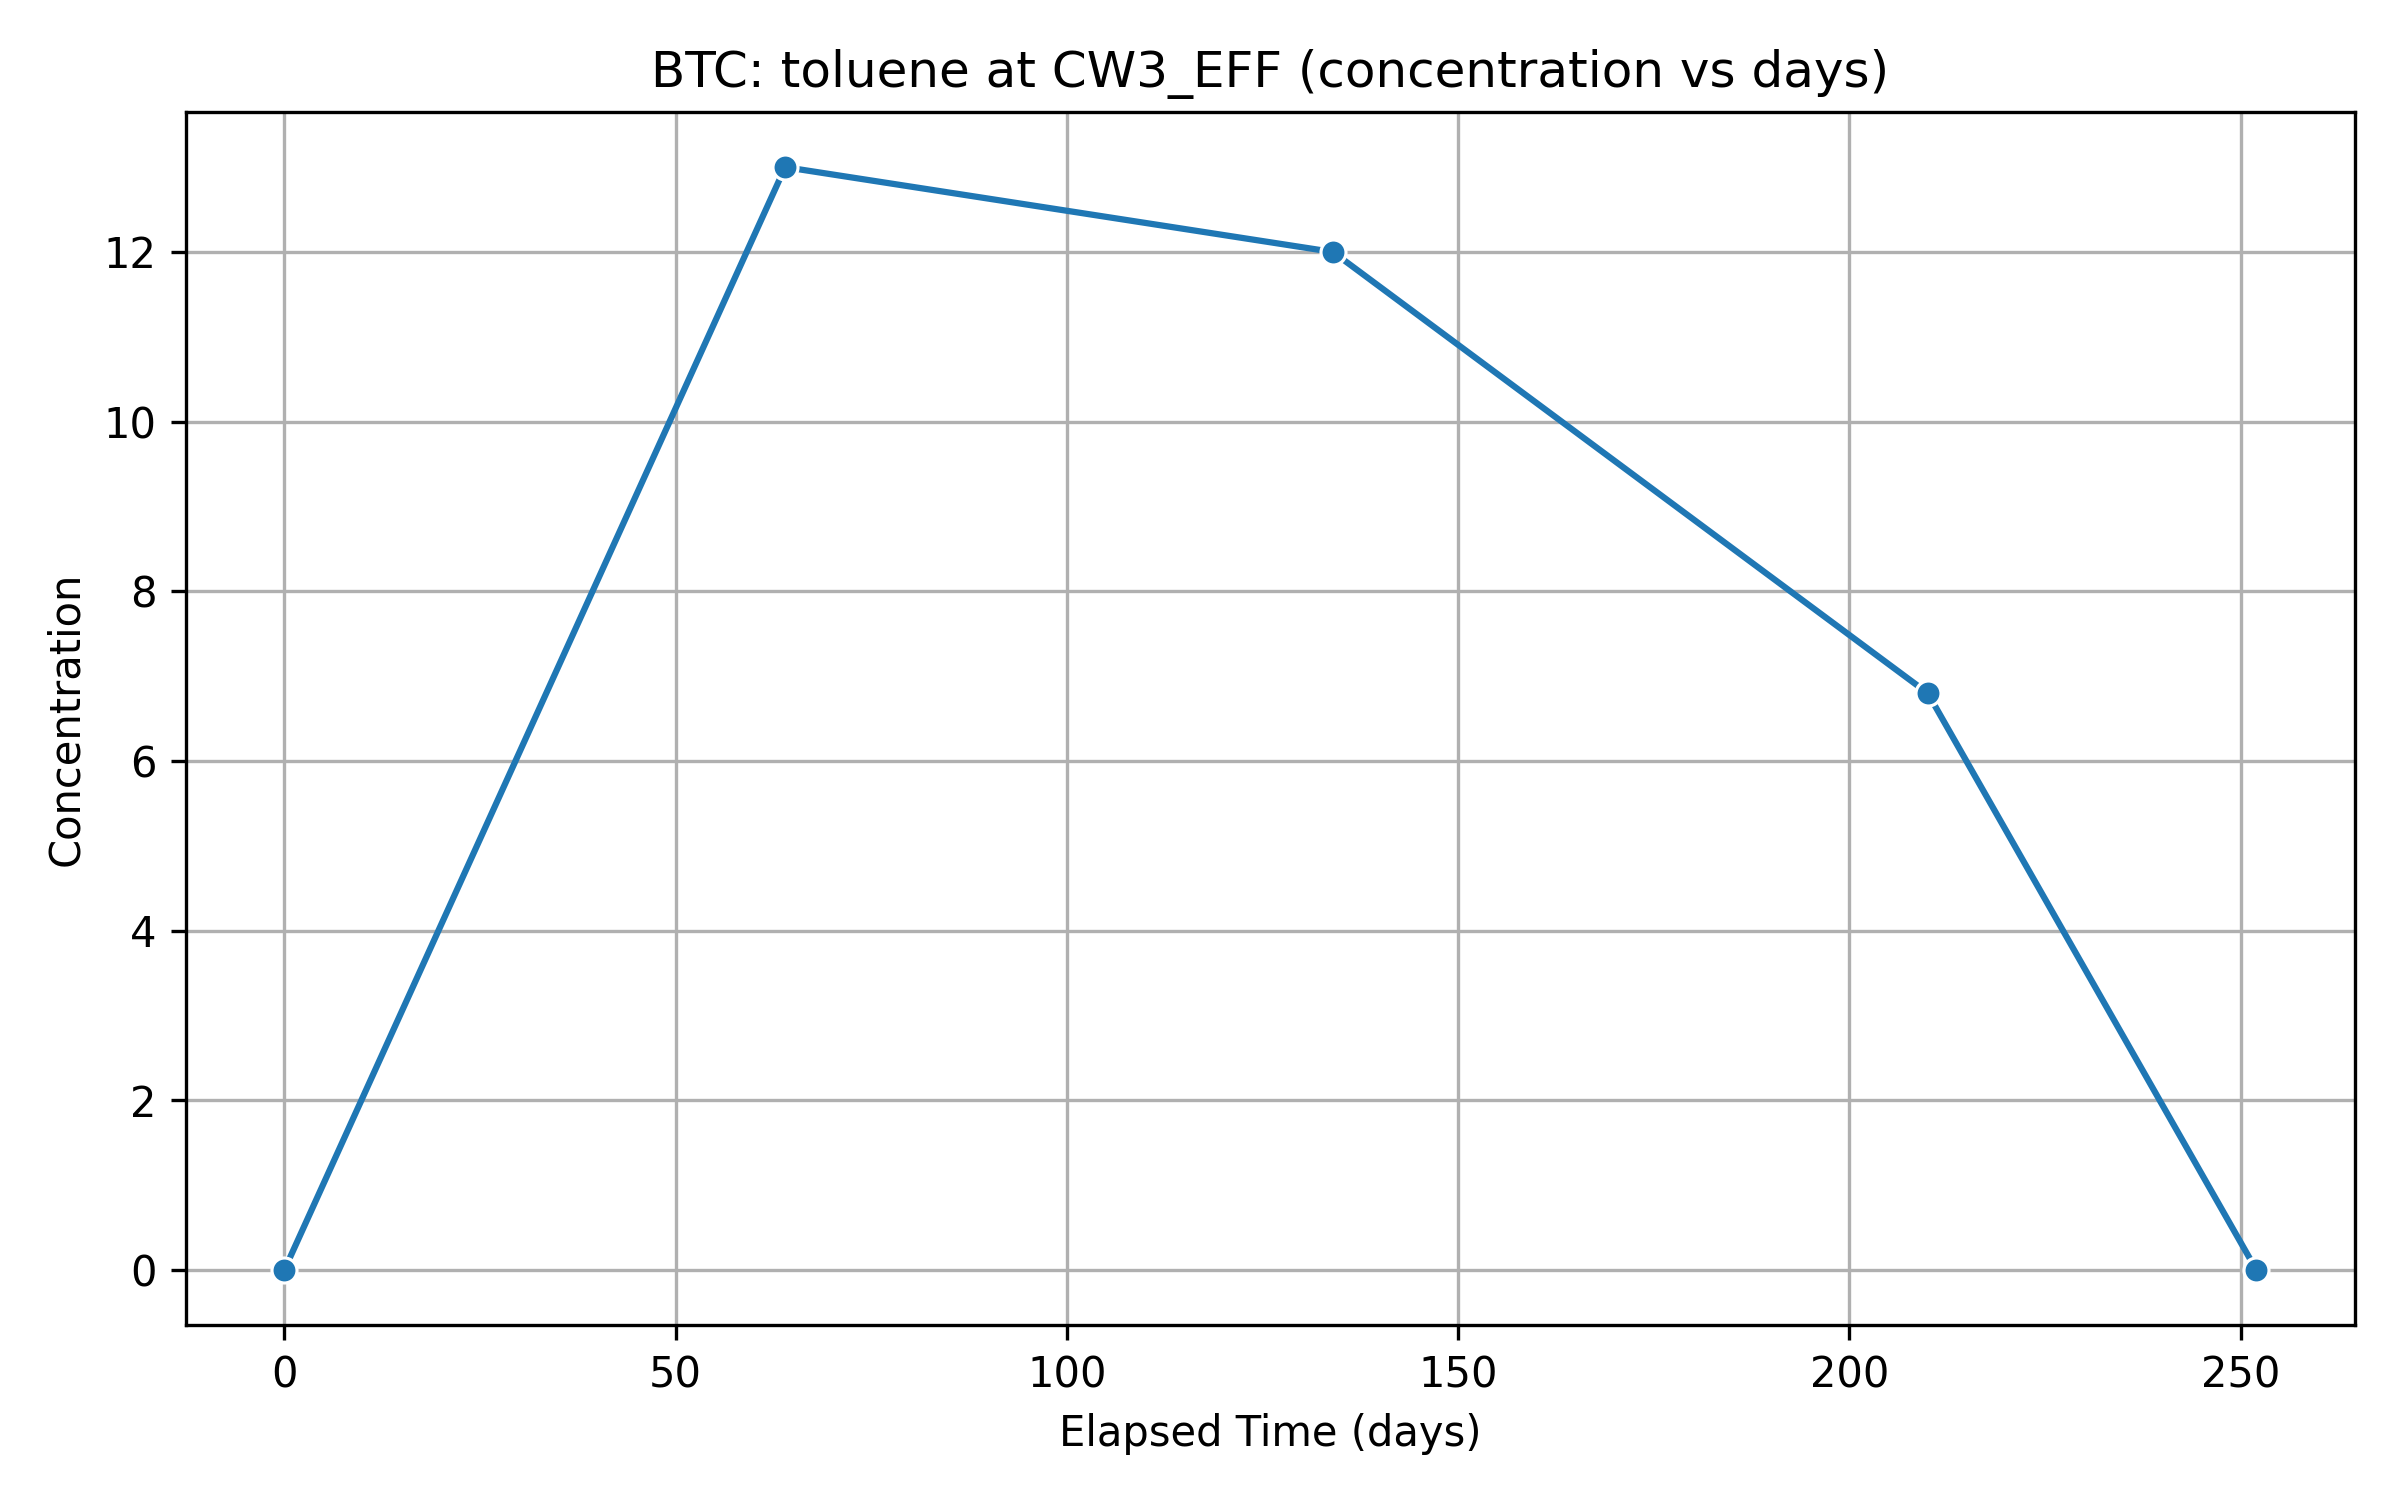 BTC: toluene at CW3_EFF (concentration vs days)
Concentration
12
10
8
6
4
2
0
0 50 100 150 200 250
Elapsed Time (days)